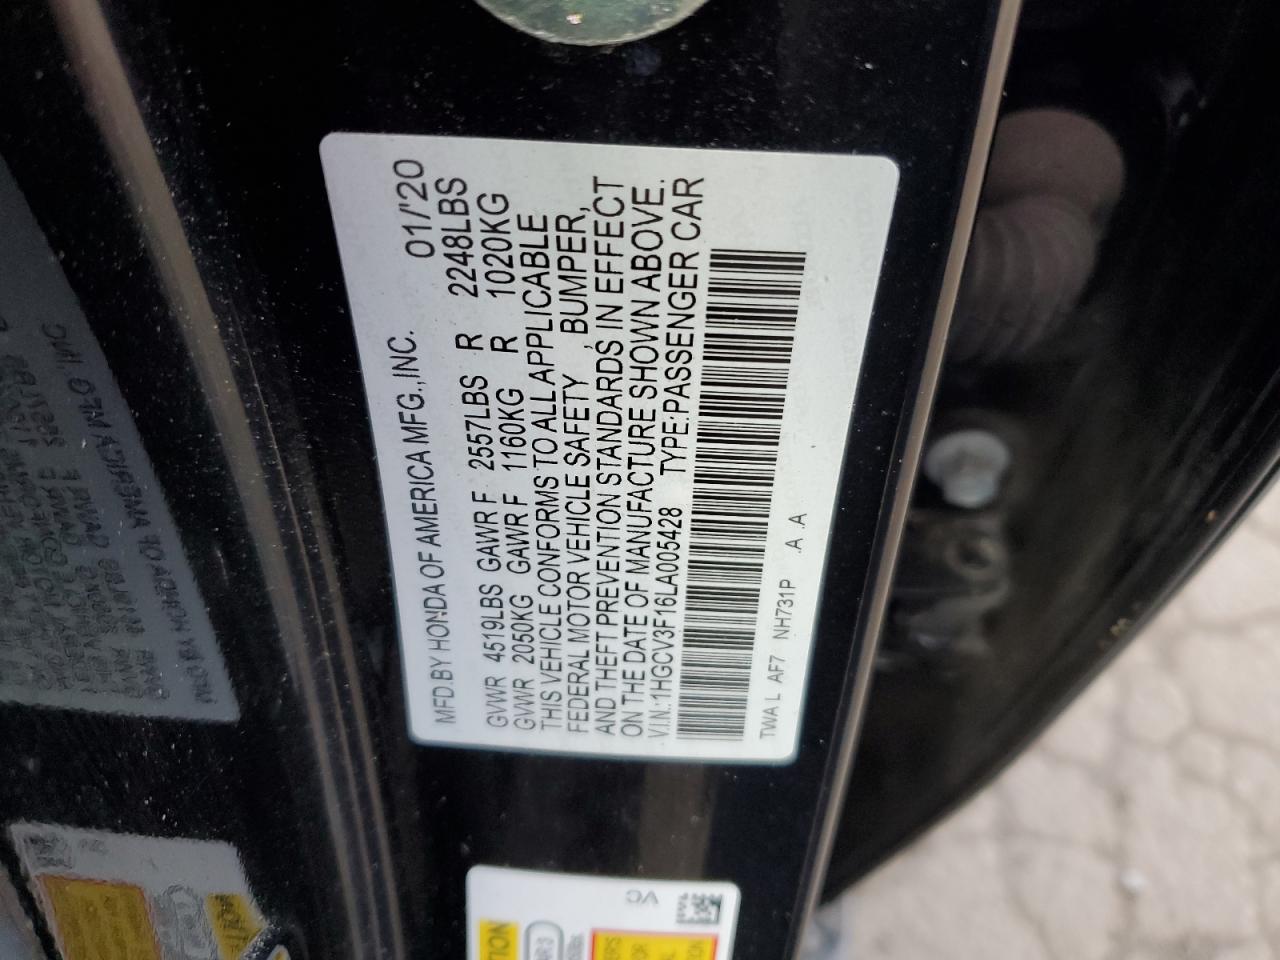 MFD.BY HONDA OF AMERICA MFG.,INC. 01/'20
GVWR 4519LBS GAWR F 2557LBS R 2248LBS
GVWR 2050KG GAWR F 1160KG R 1020KG
THIS VEHICLE CONFORMS TO ALL APPLICABLE
FEDERAL MOTOR VEHICLE SAFETY , BUMPER,
AND THEFT PREVENTION STANDARDS IN EFFECT
ON THE DATE OF MANUFACTURE SHOWN ABOVE.
V.I.N.:1HGCV3F16LA005428 TYPE:PASSENGER CAR
TWA L AF7 NH731P A .A
VC